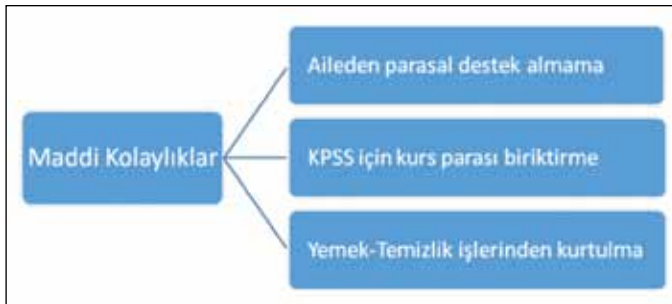 Maddi Kolaylıklar
Aileden parasal destek almama
KPSS için kurs parası biriktirme
Yemek-Temizlik işlerinden kurtulma